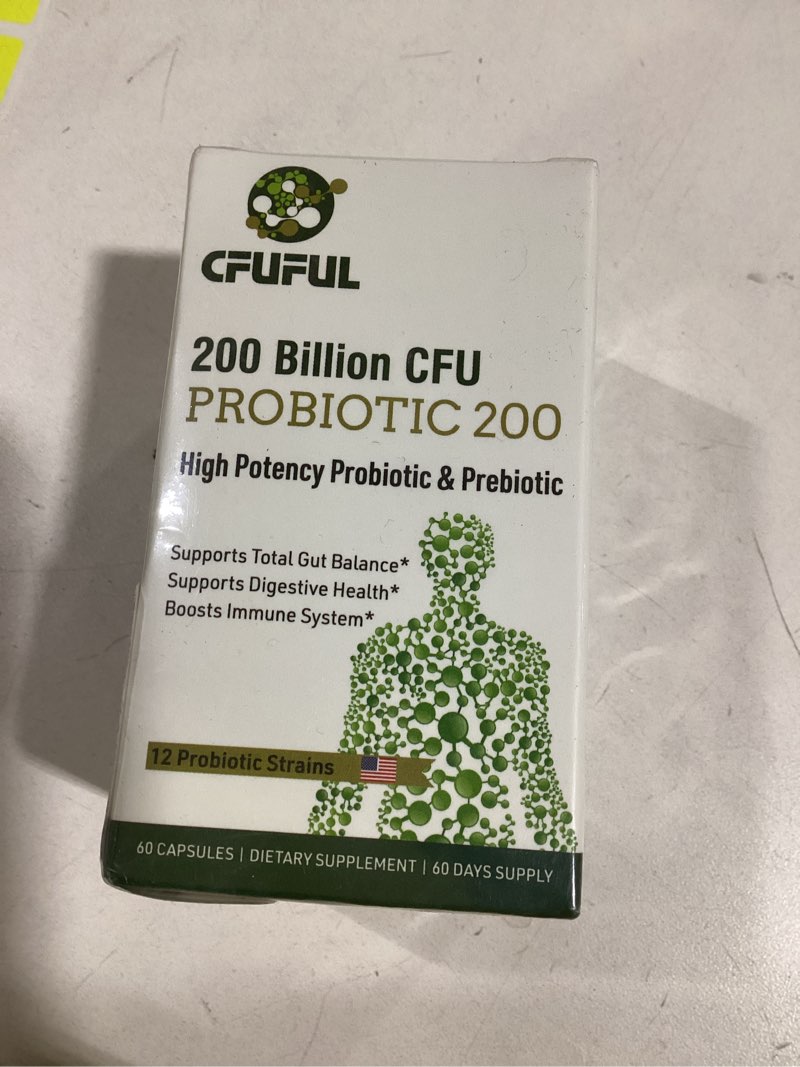 CFUFUL
200 Billion CFU
PROBIOTIC 200
High Potency Probiotic & Prebiotic
Supports Total Gut Balance*
Supports Digestive Health*
Boosts Immune System*
12 Probiotic Strains
60 CAPSULES | DIETARY SUPPLEMENT | 60 DAYS SUPPLY